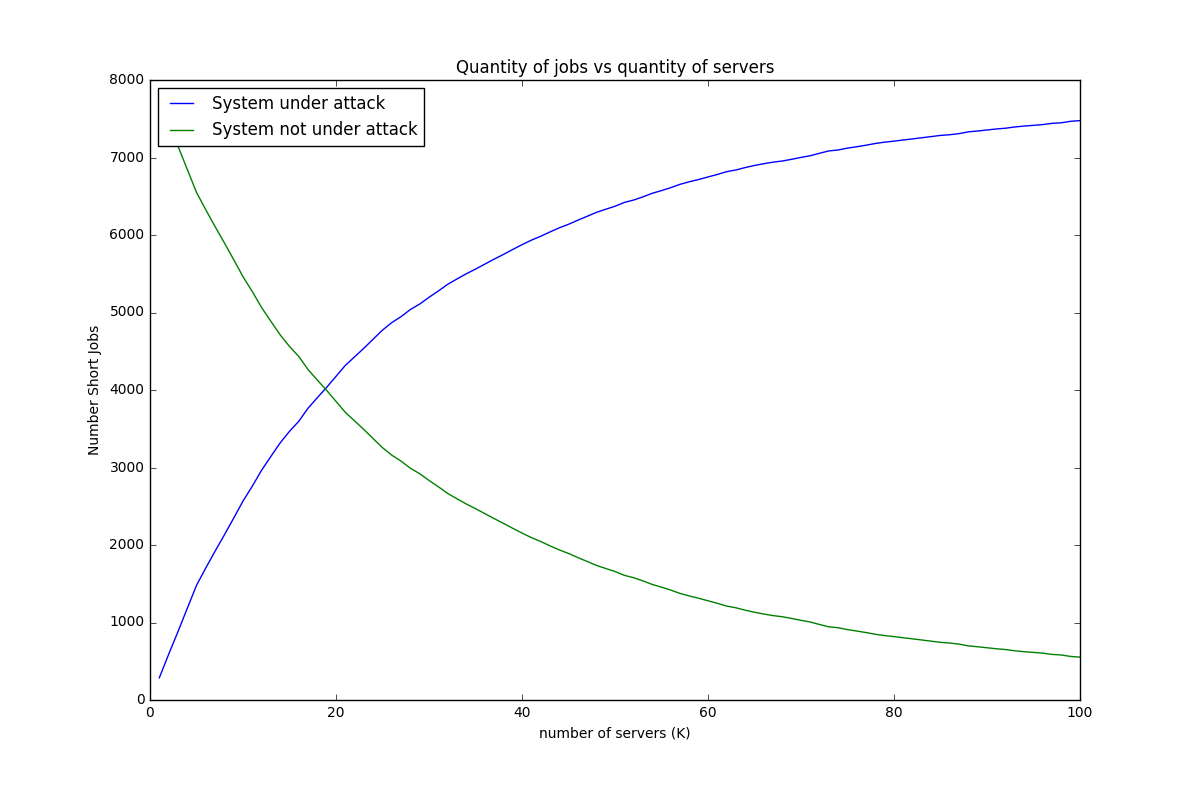 Quantity of jobs vs quantity of servers
System under attack
System not under attack
8000
7000
6000
5000
4000
3000
2000
1000
0
Number Short Jobs
0 20 40 60 80 100
number of servers (K)